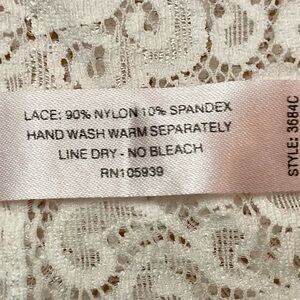 LACE: 90% NYLON 10% SPANDEX
HAND WASH WARM SEPARATELY
LINE DRY - NO BLEACH
RN105939
STYLE: 3684C